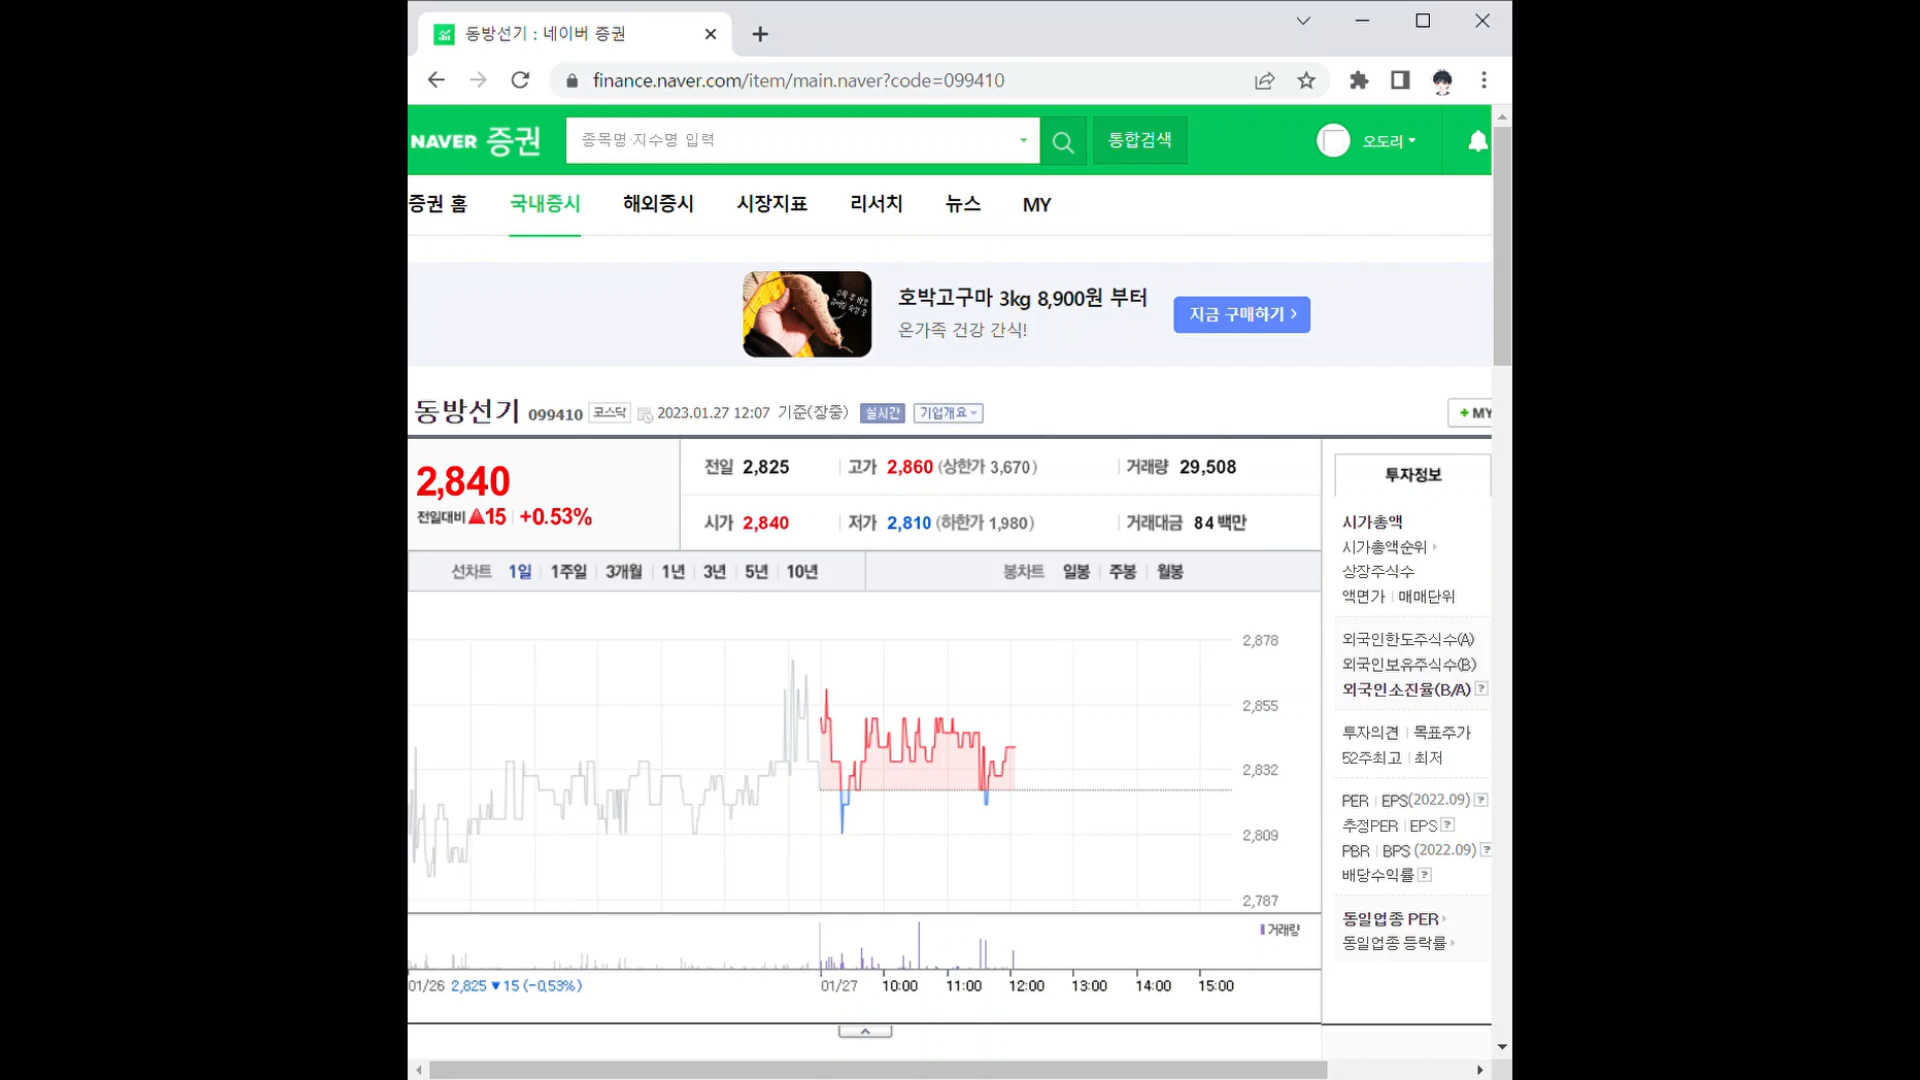 동방선기 : 네이버 증권
finance.naver.com/item/main.naver?code=099410
NAVER 증권 종목명·지수명 입력 통합검색 오도리
증권 홈 국내증시 해외증시 시장지표 리서치 뉴스 MY
호박고구마 3kg 8,900원 부터
온가족 건강 간식!
지금 구매하기 >
동방선기 099410 코스닥 2023.01.27 12:07 기준(장중) 실시간 기업개요 + MY
2,840
전일대비 ▲15 +0.53%
전일 2,825 고가 2,860 (상한가 3,670) 거래량 29,508
시가 2,840 저가 2,810 (하한가 1,980) 거래대금 84 백만
선차트 1일 1주일 3개월 1년 3년 5년 10년 봉차트 일봉 주봉 월봉
2,878
2,855
2,832
2,809
2,787
거래량
01/26 2,825 ▼ 15 (-0.53%) 01/27 10:00 11:00 12:00 13:00 14:00 15:00
투자정보
시가총액
시가총액순위
상장주식수
액면가 매매단위
외국인한도주식수(A)
외국인보유주식수(B)
외국인소진율(B/A) ?
투자의견 목표주가
52주최고 최저
PER EPS(2022.09) ?
추정PER EPS ?
PBR BPS (2022.09) ?
배당수익률 ?
동일업종 PER
동일업종 등락률